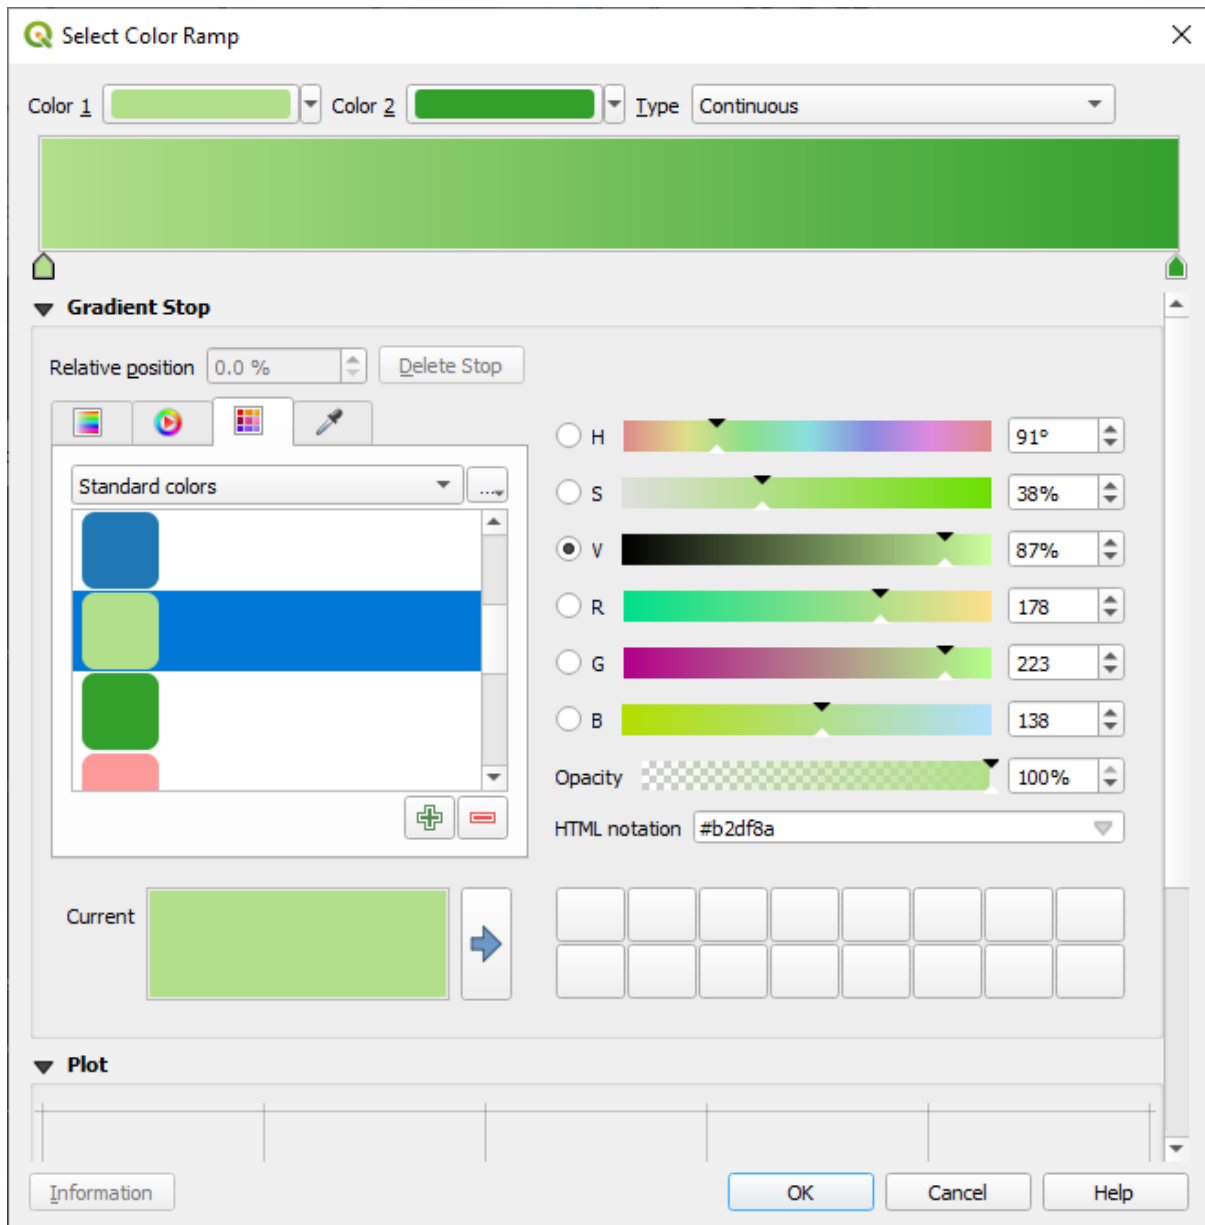 Select Color Ramp
Color 1 Color 2 Type Continuous
Gradient Stop
Relative position 0.0 % Delete Stop
H 91°
Standard colors ...
S 38%
V 87%
R 178
G 223
B 138
Opacity 100%
HTML notation #b2df8a
Current
Plot
Information OK Cancel Help